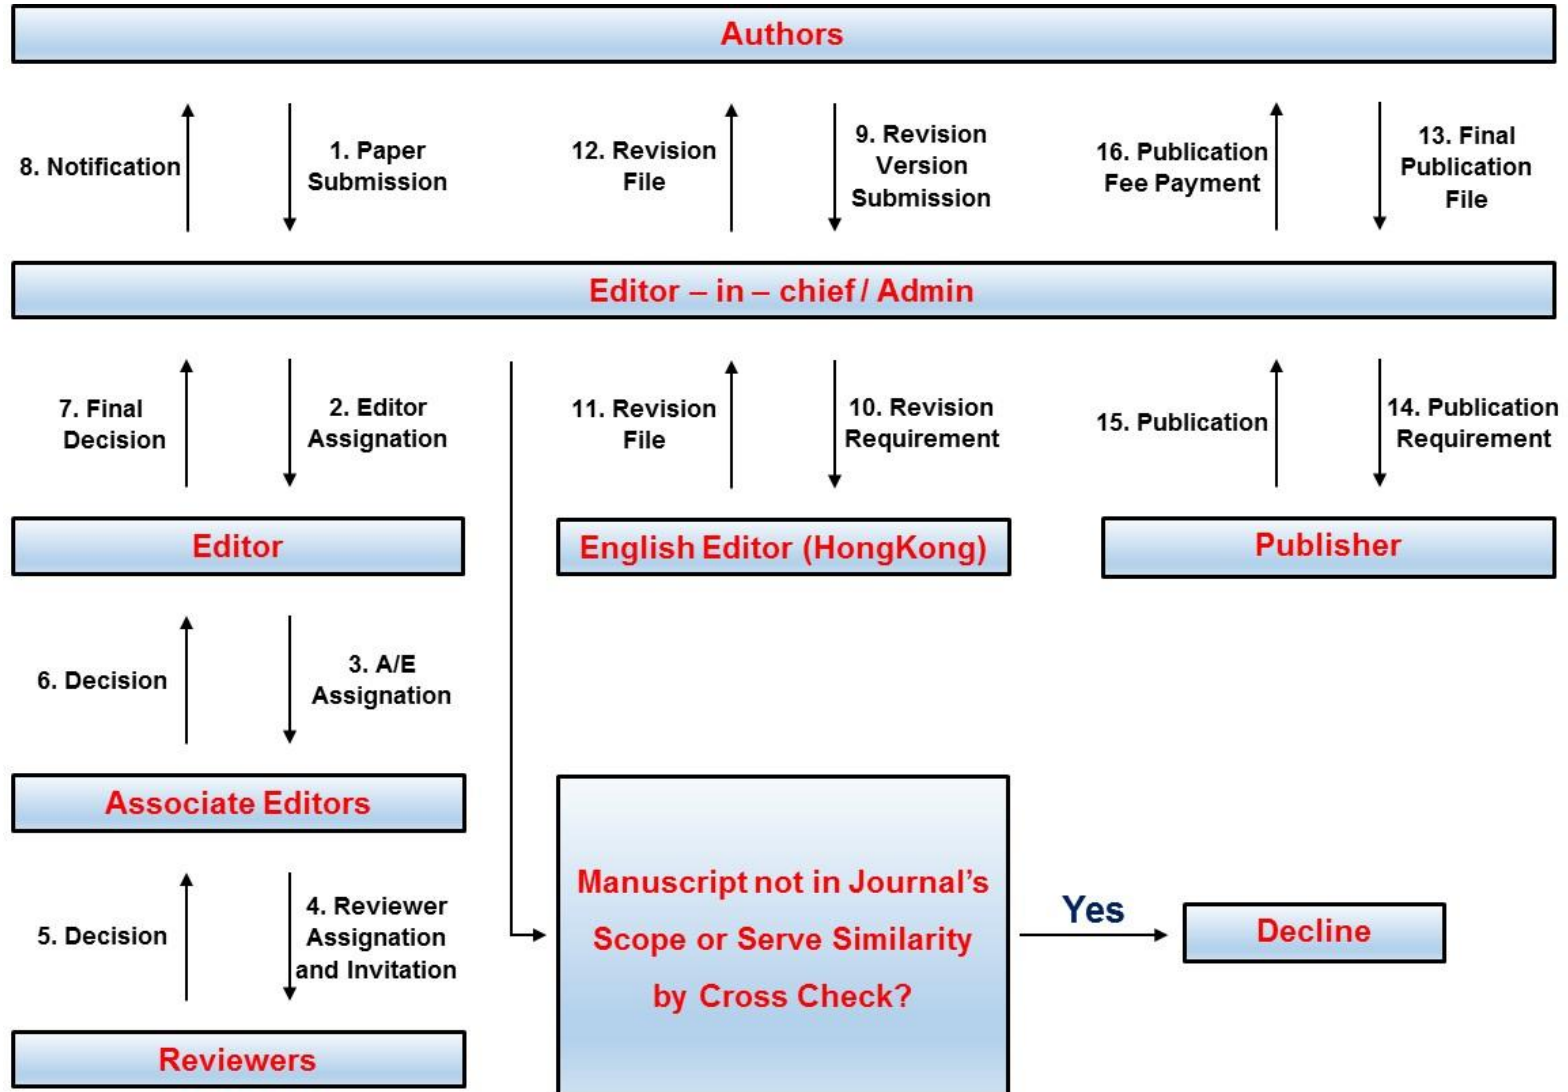 Authors
8. Notification
1. Paper
Submission
12. Revision
File
9. Revision
Version
Submission
16. Publication
Fee Payment
13. Final
Publication
File
Editor – in – chief / Admin
7. Final
Decision
2. Editor
Assignation
11. Revision
File
10. Revision
Requirement
15. Publication
14. Publication
Requirement
Editor
English Editor (HongKong)
Publisher
6. Decision
3. A/E
Assignation
Associate Editors
5. Decision
4. Reviewer
Assignation
and Invitation
Reviewers
Manuscript not in Journal’s
Scope or Serve Similarity
by Cross Check?
Yes
Decline